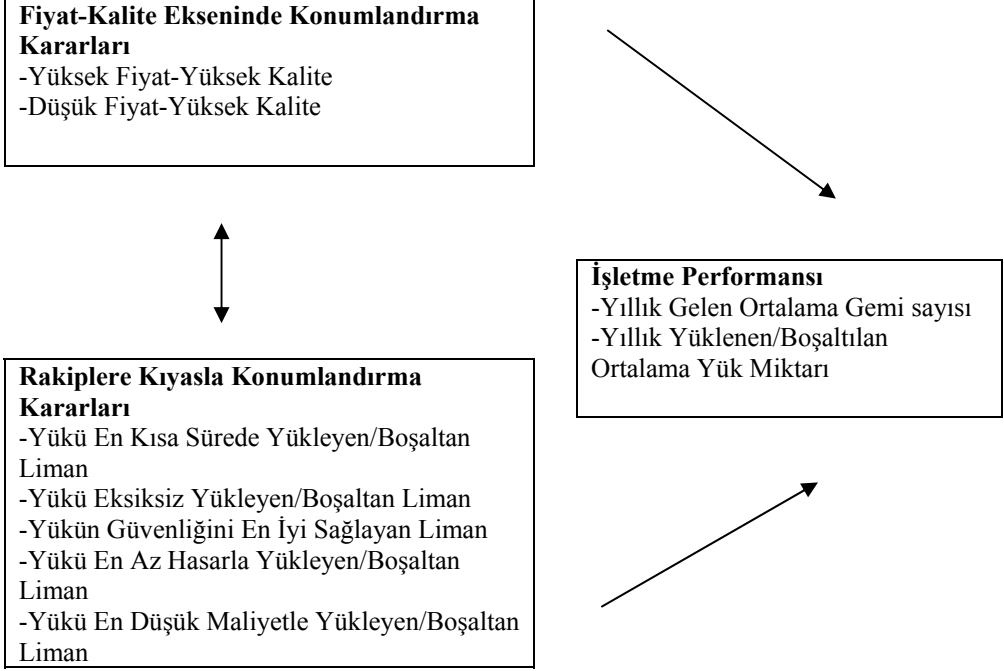 Fiyat-Kalite Ekseninde Konumlandırma
Kararları
-Yüksek Fiyat-Yüksek Kalite
-Düşük Fiyat-Yüksek Kalite
İşletme Performansı
-Yıllık Gelen Ortalama Gemi sayısı
-Yıllık Yüklenen/Boşaltılan
Ortalama Yük Miktarı
Rakiplere Kıyasla Konumlandırma
Kararları
-Yükü En Kısa Sürede Yükleyen/Boşaltan
Liman
-Yükü Eksiksiz Yükleyen/Boşaltan Liman
-Yükün Güvenliğini En İyi Sağlayan Liman
-Yükü En Az Hasarla Yükleyen/Boşaltan
Liman
-Yükü En Düşük Maliyetle Yükleyen/Boşaltan
Liman